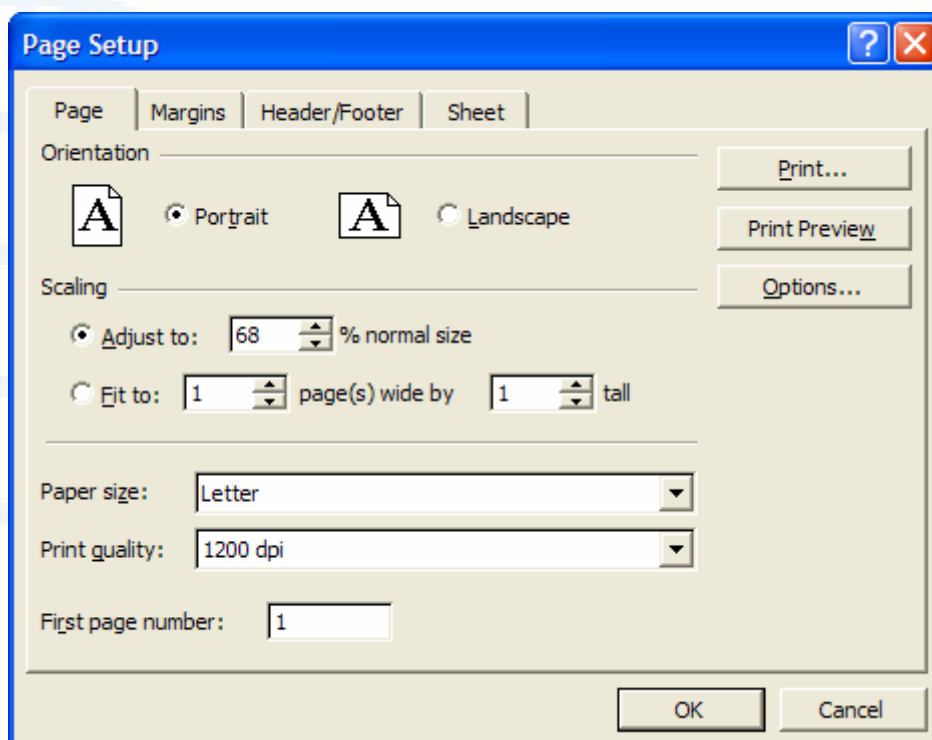 Page Setup
Page Margins Header/Footer Sheet
Orientation
A Portrait A Landscape
Print...
Print Preview
Options...
Scaling
Adjust to: 68 % normal size
Fit to: 1 page(s) wide by 1 tall
Paper size: Letter
Print quality: 1200 dpi
First page number: 1
OK Cancel